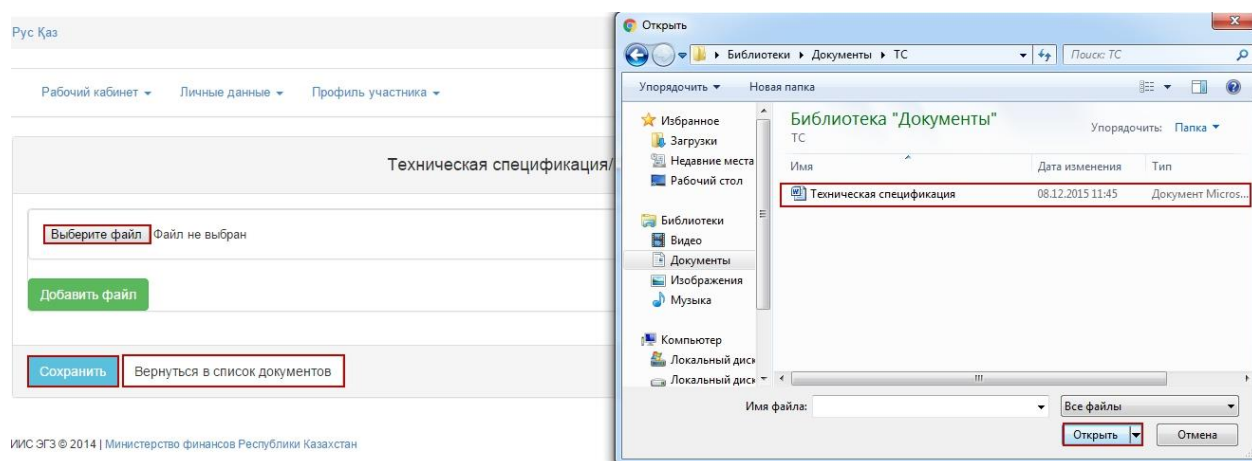 Рус Қаз
Рабочий кабинет Личные данные Профиль участника
Техническая спецификация/
Выберите файл Файл не выбран
Добавить файл
Сохранить Вернуться в список документов
ИИС ЭГЗ © 2014 | Министерство финансов Республики Казахстан
Открыть
Библиотеки Документы ТС
Поиск: ТС
Упорядочить Новая папка
Избранное
Загрузки
Недавние места
Рабочий стол
Библиотеки
Видео
Документы
Изображения
Музыка
Компьютер
Локальный диск
Локальный диск
Библиотека "Документы"
ТС
Упорядочить: Папка
Имя Дата изменения Тип
Техническая спецификация 08.12.2015 11:45 Документ Micros...
Имя файла: Все файлы
Открыть Отмена